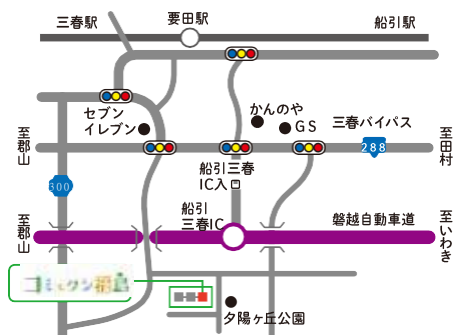 三春駅
要田駅
船引駅
セブン
イレブン
かんのや
GS
三春バイパス
288
至郡山
至田村
300
船引三春
IC入口
船引
三春IC
磐越自動車道
至郡山
至いわき
夕陽ヶ丘公園